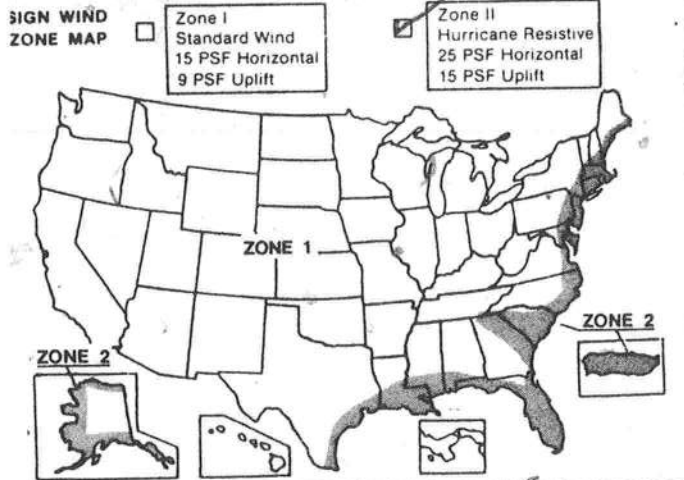 SIGN WIND
ZONE MAP
Zone I
Standard Wind
15 PSF Horizontal
9 PSF Uplift
Zone II
Hurricane Resistive
25 PSF Horizontal
15 PSF Uplift
ZONE 1
ZONE 2
ZONE 2